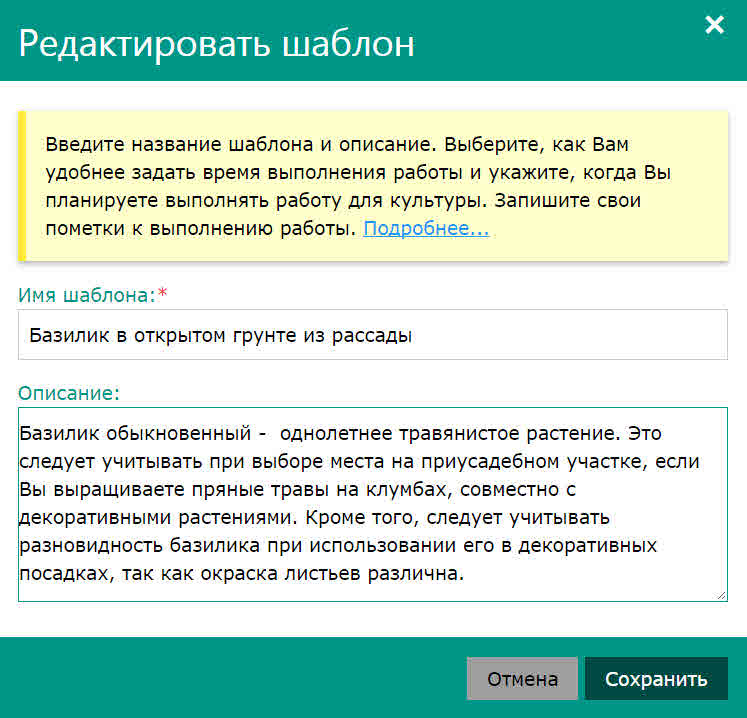 Редактировать шаблон
×
Введите название шаблона и описание. Выберите, как Вам
удобнее задать время выполнения работы и укажите, когда Вы
планируете выполнять работу для культуры. Запишите свои
пометки к выполнению работы. Подробнее...
Имя шаблона:*
Базилик в открытом грунте из рассады
Описание:
Базилик обыкновенный -  однолетнее травянистое растение. Это
следует учитывать при выборе места на приусадебном участке, если
Вы выращиваете пряные травы на клумбах, совместно с
декоративными растениями. Кроме того, следует учитывать
разновидность базилика при использовании его в декоративных
посадках, так как окраска листьев различна.
Отмена
Сохранить